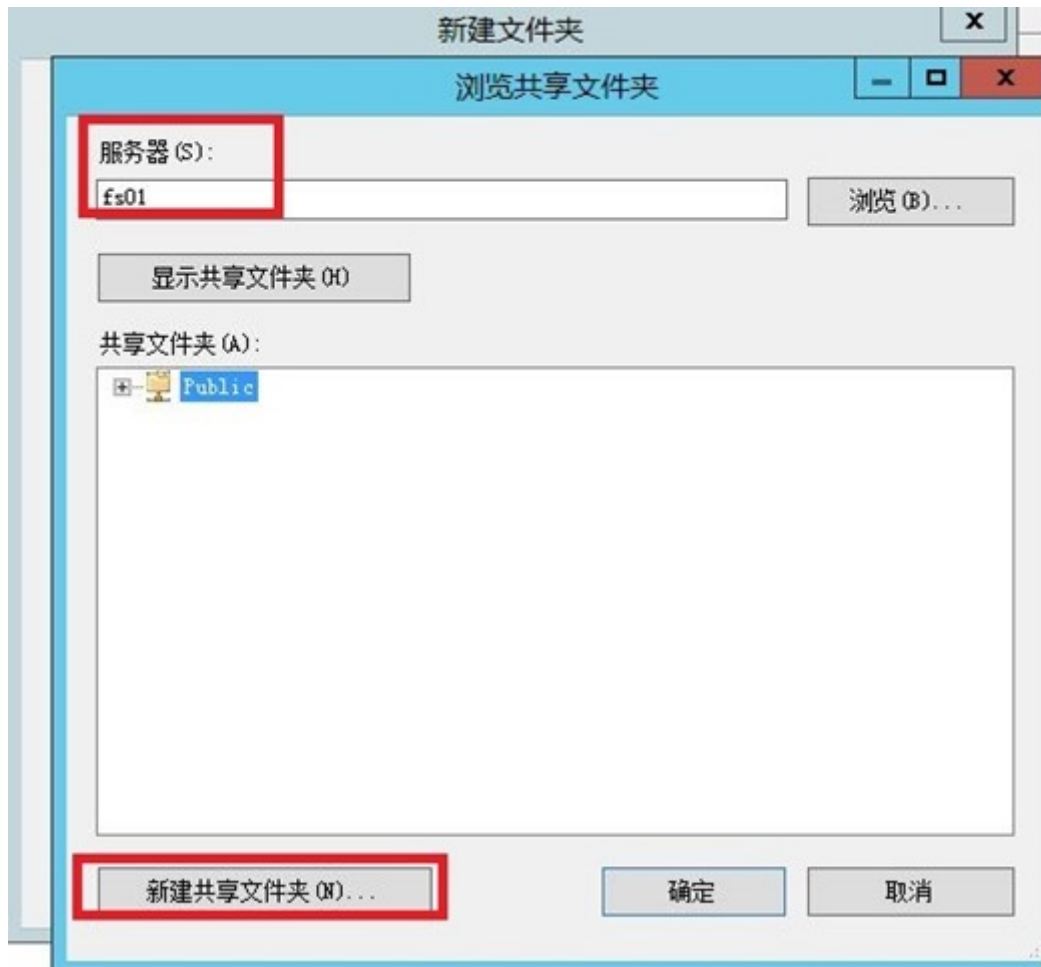 新建文件夹
浏览共享文件夹
服务器(S):
fs01
浏览(B)...
显示共享文件夹(H)
共享文件夹(A):
Public
新建共享文件夹(N)...
确定
取消